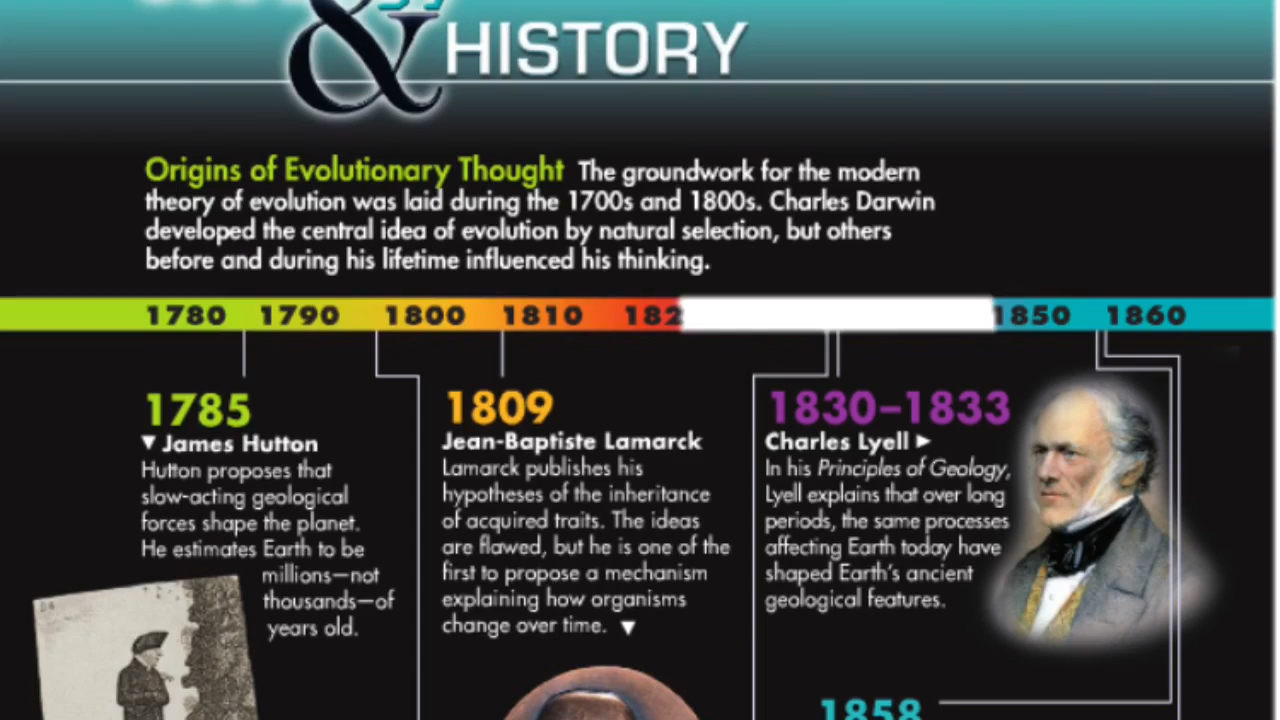 & HISTORY
Origins of Evolutionary Thought The groundwork for the modern
theory of evolution was laid during the 1700s and 1800s. Charles Darwin
developed the central idea of evolution by natural selection, but others
before and during his lifetime influenced his thinking.
1780 1790 1800 1810 182 1850 1860
1785
▼ James Hutton
Hutton proposes that
slow-acting geological
forces shape the planet.
He estimates Earth to be
millions—not
thousands—of
years old.
1809
Jean-Baptiste Lamarck
Lamarck publishes his
hypotheses of the inheritance
of acquired traits. The ideas
are flawed, but he is one of the
first to propose a mechanism
explaining how organisms
change over time. ▼
1830–1833
Charles Lyell ►
In his Principles of Geology,
Lyell explains that over long
periods, the same processes
affecting Earth today have
shaped Earth's ancient
geological features.
1858